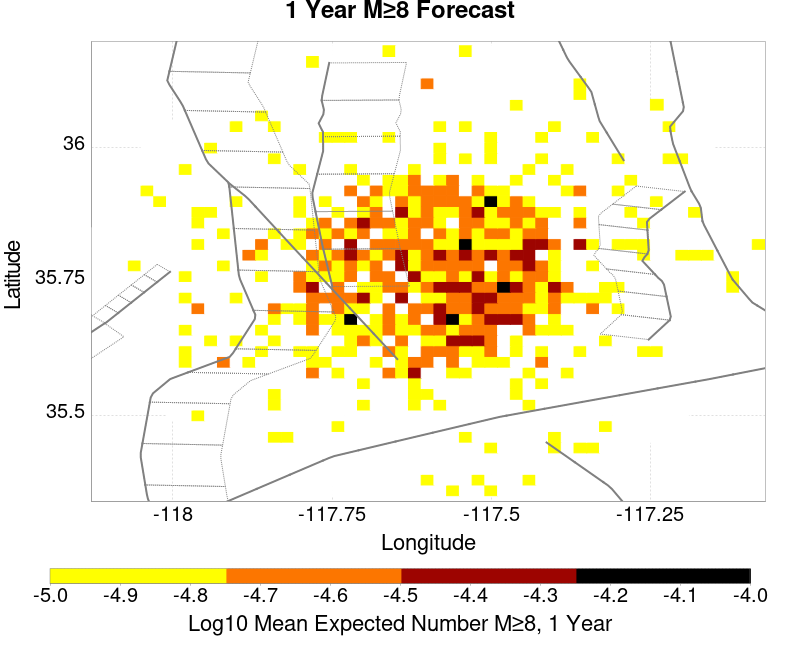 1 Year M≥8 Forecast
36
35.75
35.5
Latitude
-118 -117.75 -117.5 -117.25
Longitude
-5.0 -4.9 -4.8 -4.7 -4.6 -4.5 -4.4 -4.3 -4.2 -4.1 -4.0
Log10 Mean Expected Number M≥8, 1 Year